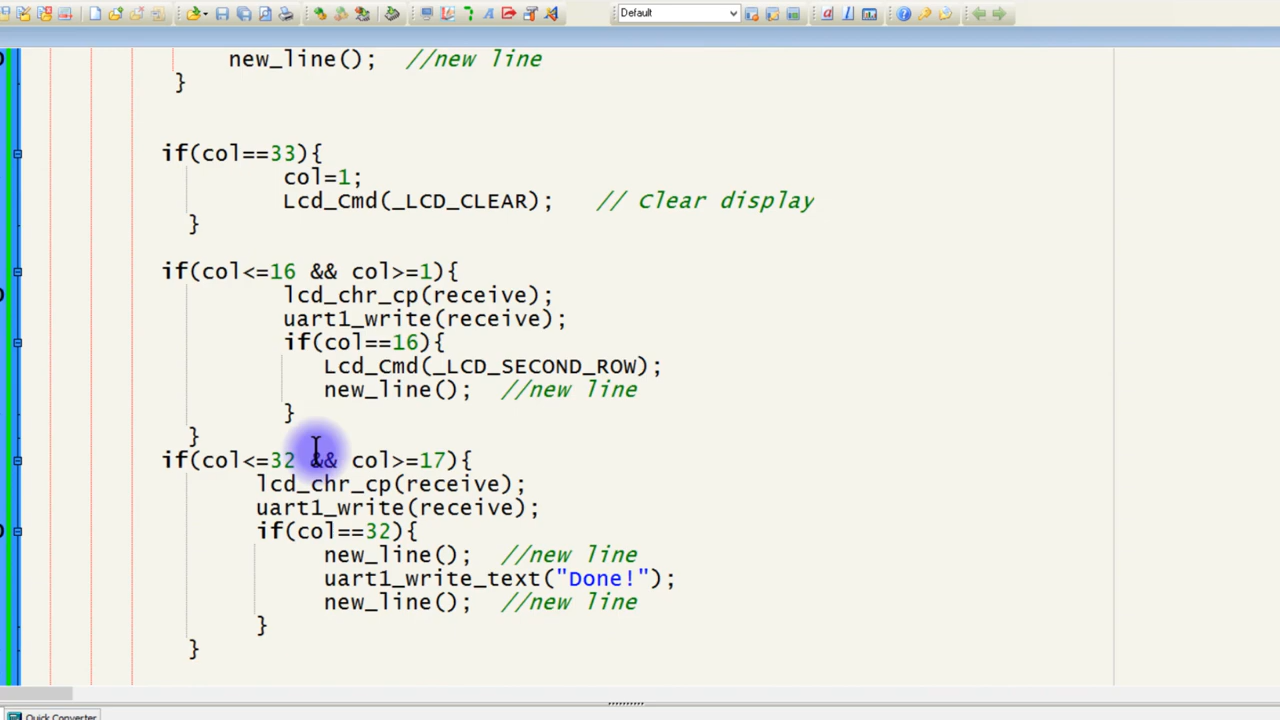 Default
new_line();  //new line
}
if(col==33){
col=1;
Lcd_Cmd(_LCD_CLEAR);   // Clear display
}
if(col<=16 && col>=1){
lcd_chr_cp(receive);
uart1_write(receive);
if(col==16){
Lcd_Cmd(_LCD_SECOND_ROW);
new_line();  //new line
}
}
if(col<=32 && col>=17){
lcd_chr_cp(receive);
uart1_write(receive);
if(col==32){
new_line();  //new line
uart1_write_text("Done!");
new_line();  //new line
}
}
Quick Converter